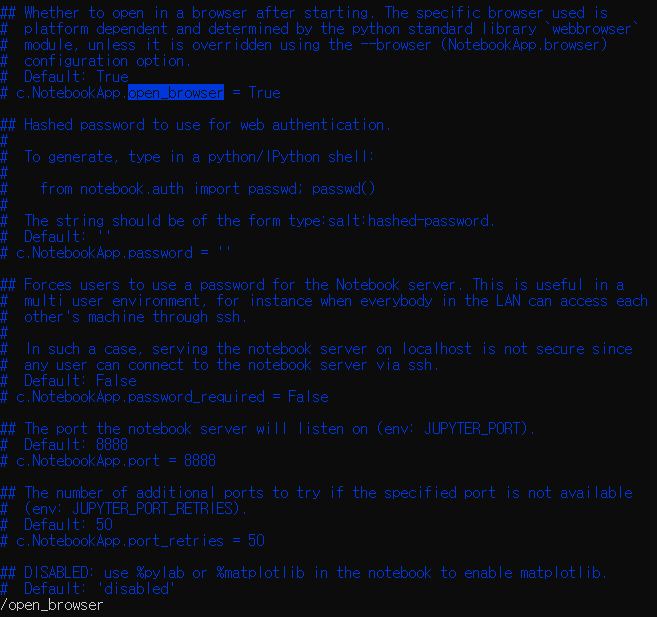 ## Whether to open in a browser after starting. The specific browser used is
#  platform dependent and determined by the python standard library `webbrowser`
#  module, unless it is overridden using the --browser (NotebookApp.browser)
#  configuration option.
#  Default: True
# c.NotebookApp.open_browser = True
## Hashed password to use for web authentication.
#
#  To generate, type in a python/IPython shell:
#
#    from notebook.auth import passwd; passwd()
#
#  The string should be of the form type:salt:hashed-password.
#  Default: ''
# c.NotebookApp.password = ''
## Forces users to use a password for the Notebook server. This is useful in a
#  multi user environment, for instance when everybody in the LAN can access each
#  other's machine through ssh.
#
#  In such a case, serving the notebook server on localhost is not secure since
#  any user can connect to the notebook server via ssh.
#  Default: False
# c.NotebookApp.password_required = False
## The port the notebook server will listen on (env: JUPYTER_PORT).
#  Default: 8888
# c.NotebookApp.port = 8888
## The number of additional ports to try if the specified port is not available
#  (env: JUPYTER_PORT_RETRIES).
#  Default: 50
# c.NotebookApp.port_retries = 50
## DISABLED: use %pylab or %matplotlib in the notebook to enable matplotlib.
#  Default: 'disabled'
/open_browser